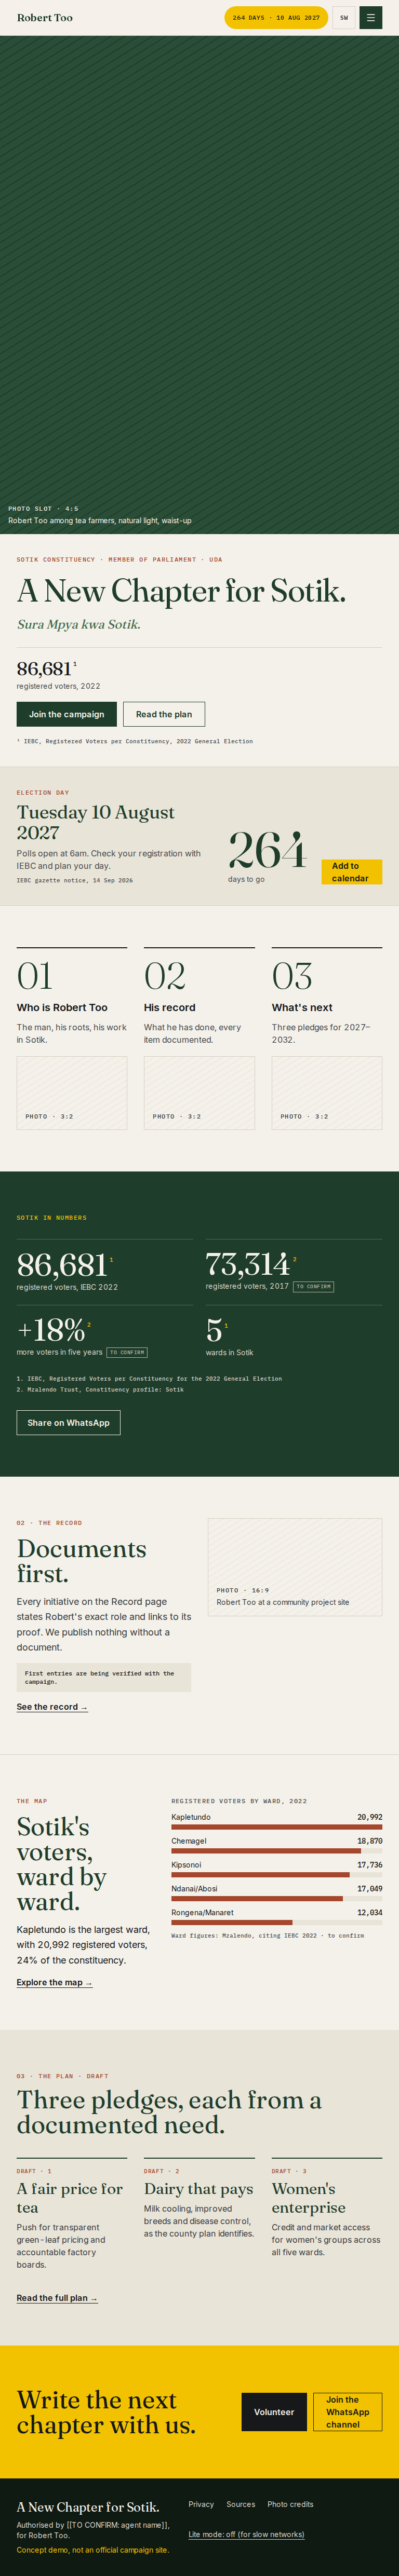 Robert Too
264 DAYS · 10 AUG 2027
SW
PHOTO SLOT · 4:5
Robert Too among tea farmers, natural light, waist-up
SOTIK CONSTITUENCY · MEMBER OF PARLIAMENT · UDA
A New Chapter for Sotik.
Sura Mpya kwa Sotik.
86,681 1
registered voters, 2022
Join the campaign
Read the plan
¹ IEBC, Registered Voters per Constituency, 2022 General Election
ELECTION DAY
Tuesday 10 August
2027
Polls open at 6am. Check your registration with
IEBC and plan your day.
IEBC gazette notice, 14 Sep 2026
264
days to go
Add to
calendar
01
Who is Robert Too
The man, his roots, his work
in Sotik.
PHOTO · 3:2
02
His record
What he has done, every
item documented.
PHOTO · 3:2
03
What's next
Three pledges for 2027–
2032.
PHOTO · 3:2
SOTIK IN NUMBERS
86,681 1
registered voters, IEBC 2022
73,314 2
registered voters, 2017 TO CONFIRM
+18% 2
more voters in five years TO CONFIRM
5 1
wards in Sotik
1. IEBC, Registered Voters per Constituency for the 2022 General Election
2. Mzalendo Trust, Constituency profile: Sotik
Share on WhatsApp
02 · THE RECORD
Documents
first.
Every initiative on the Record page
states Robert's exact role and links to its
proof. We publish nothing without a
document.
First entries are being verified with the
campaign.
See the record →
PHOTO · 16:9
Robert Too at a community project site
THE MAP
Sotik's
voters,
ward by
ward.
Kapletundo is the largest ward,
with 20,992 registered voters,
24% of the constituency.
Explore the map →
REGISTERED VOTERS BY WARD, 2022
Kapletundo 20,992
Chemagel 18,870
Kipsonoi 17,736
Ndanai/Abosi 17,049
Rongena/Manaret 12,034
Ward figures: Mzalendo, citing IEBC 2022 · to confirm
03 · THE PLAN · DRAFT
Three pledges, each from a
documented need.
DRAFT · 1
A fair price for
tea
Push for transparent
green-leaf pricing and
accountable factory
boards.
DRAFT · 2
Dairy that pays
Milk cooling, improved
breeds and disease control,
as the county plan identifies.
DRAFT · 3
Women's
enterprise
Credit and market access
for women's groups across
all five wards.
Read the full plan →
Write the next
chapter with us.
Volunteer
Join the
WhatsApp
channel
A New Chapter for Sotik.
Authorised by [[TO CONFIRM: agent name]],
for Robert Too.
Concept demo, not an official campaign site.
Privacy Sources Photo credits
Lite mode: off (for slow networks)